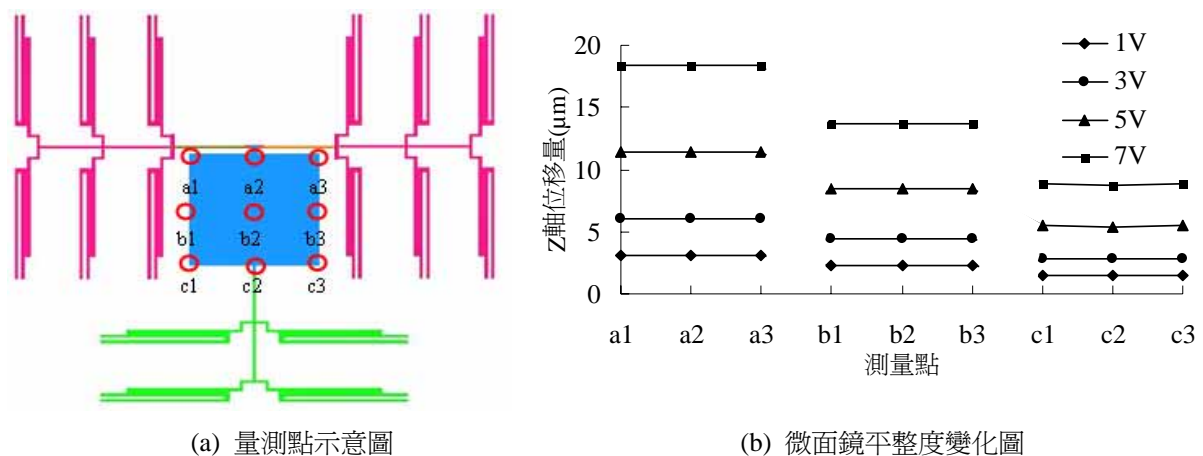 a1 a2 a3
b1 b2 b3
c1 c2 c3
(a) 量測點示意圖
20
15
10
5
0
Z軸位移量(μm)
1V
3V
5V
7V
a1 a2 a3 b1 b2 b3 c1 c2 c3
測量點
(b) 微面鏡平整度變化圖